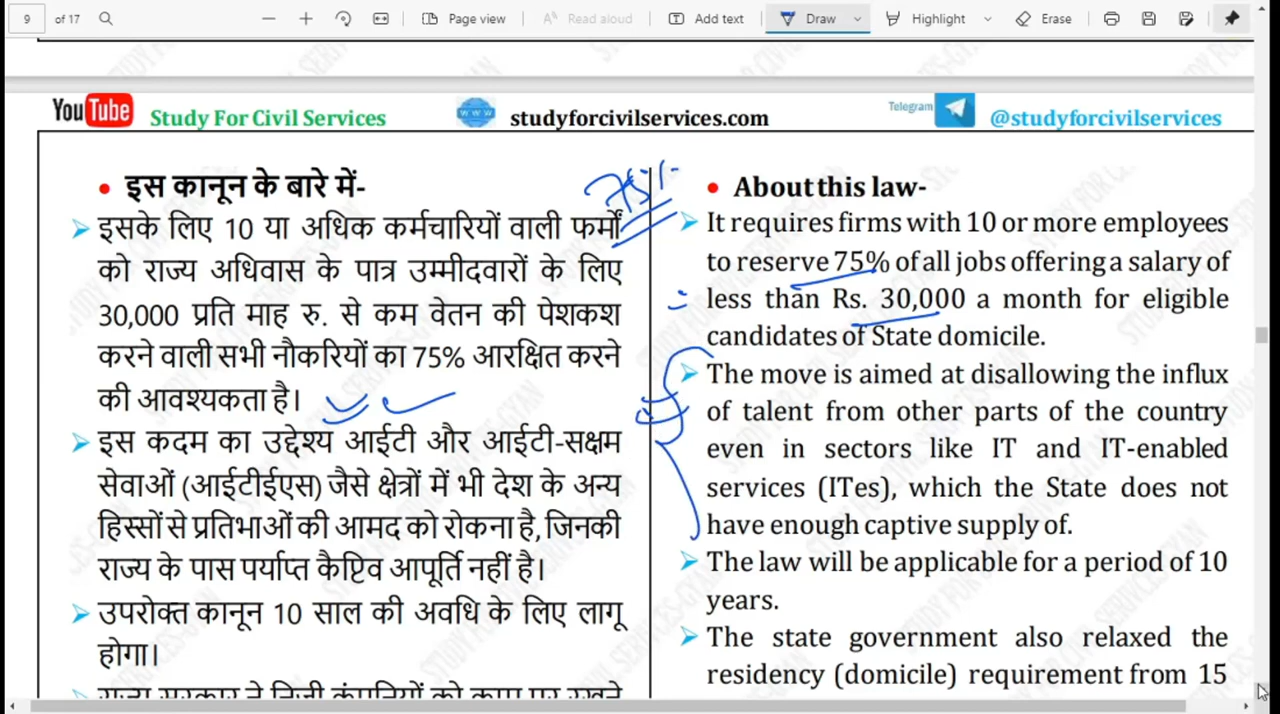 9 of 17 Page view Read aloud Add text Draw Highlight Erase
YouTube Study For Civil Services www studyforcivilservices.com Telegram @studyforcivilservices
• इस कानून के बारे में-
➢ इसके लिए 10 या अधिक कर्मचारियों वाली फर्मों
को राज्य अधिवास के पात्र उम्मीदवारों के लिए
30,000 प्रति माह रु. से कम वेतन की पेशकश
करने वाली सभी नौकरियों का 75% आरक्षित करने
की आवश्यकता है।
➢ इस कदम का उद्देश्य आईटी और आईटी-सक्षम
सेवाओं (आईटीईएस) जैसे क्षेत्रों में भी देश के अन्य
हिस्सों से प्रतिभाओं की आमद को रोकना है, जिनकी
राज्य के पास पर्याप्त कैप्टिव आपूर्ति नहीं है।
➢ उपरोक्त कानून 10 साल की अवधि के लिए लागू
होगा।
राज्य सरकार ने निजी कंपनियों को काम पर रखने
75%
• About this law-
➢ It requires firms with 10 or more employees
to reserve 75% of all jobs offering a salary of
less than Rs. 30,000 a month for eligible
candidates of State domicile.
➢ The move is aimed at disallowing the influx
of talent from other parts of the country
even in sectors like IT and IT-enabled
services (ITes), which the State does not
have enough captive supply of.
➢ The law will be applicable for a period of 10
years.
➢ The state government also relaxed the
residency (domicile) requirement from 15